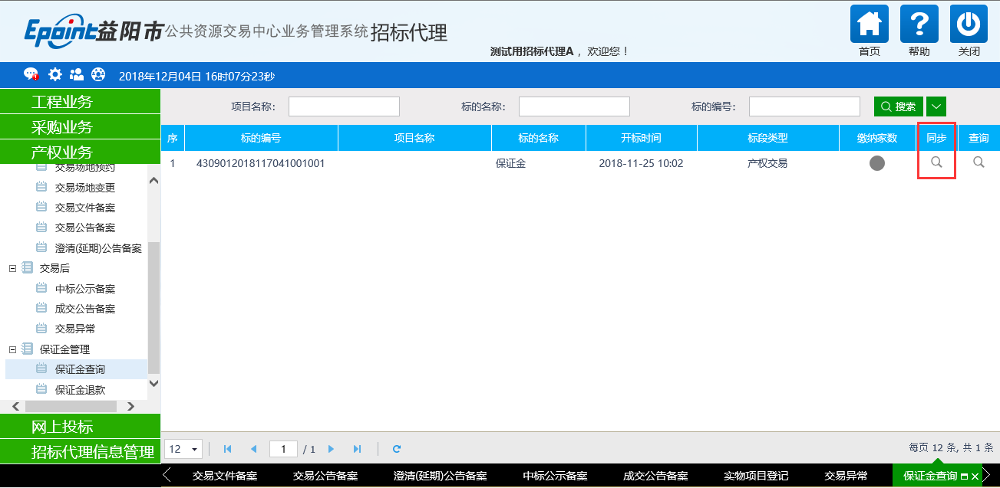 Epoint益阳市公共资源交易中心业务管理系统 招标代理
测试用招标代理A ，欢迎您！
首页 帮助 关闭
2018年12月04日 16时07分23秒
工程业务
采购业务
产权业务
交易场地预约
交易场地变更
交易文件备案
交易公告备案
澄清(延期)公告备案
交易后
中标公示备案
成交公告备案
交易异常
保证金管理
保证金查询
保证金退款
网上投标
招标代理信息管理
项目名称： 标的名称： 标的编号： 搜索
序 标的编号 项目名称 标的名称 开标时间 标段类型 缴纳家数 同步 查询
1 4309012018117041001001 保证金 2018-11-25 10:02 产权交易
12 1 / 1 每页 12 条, 共 1 条
交易文件备案 交易公告备案 澄清(延期)公告备案 中标公示备案 成交公告备案 实物项目登记 交易异常 保证金查询